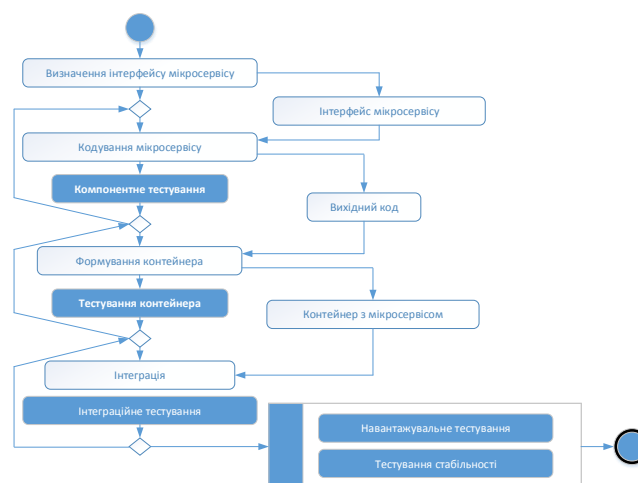 Визначення інтерфейсу мікросервісу
Інтерфейс мікросервісу
Кодування мікросервісу
Компонентне тестування
Вихідний код
Формування контейнера
Тестування контейнера
Контейнер з мікросервісом
Інтеграція
Інтеграційне тестування
Навантажувальне тестування
Тестування стабільності